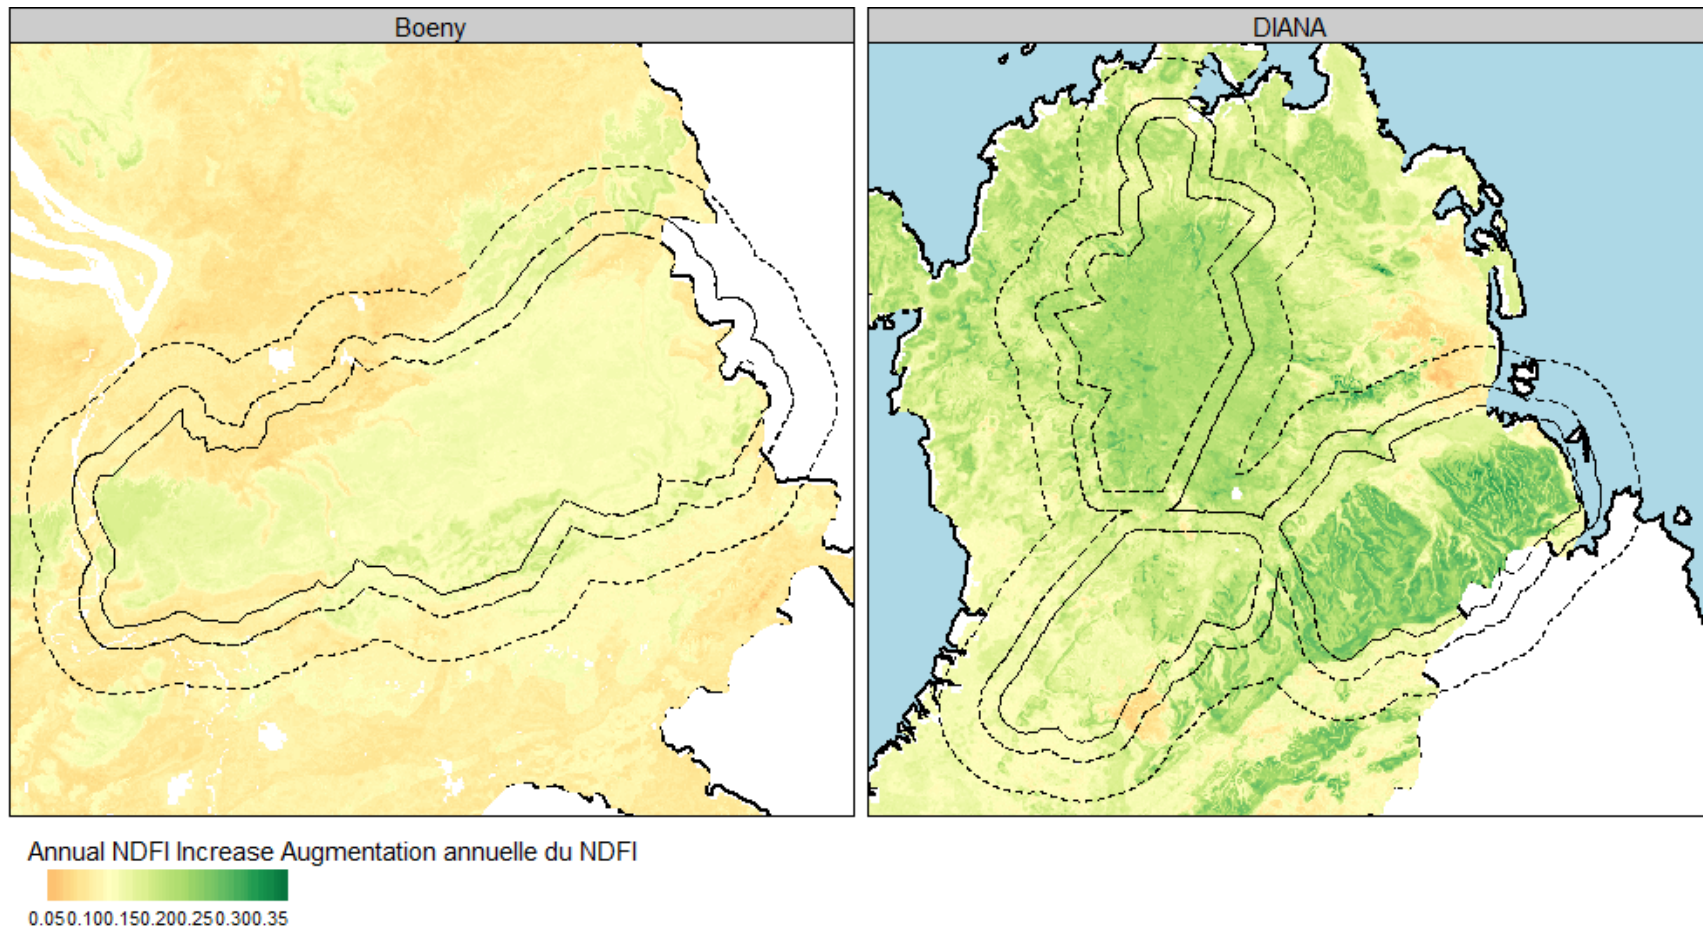 Boeny
DIANA
Annual NDFI Increase Augmentation annuelle du NDFI
0.050.100.150.200.250.300.35